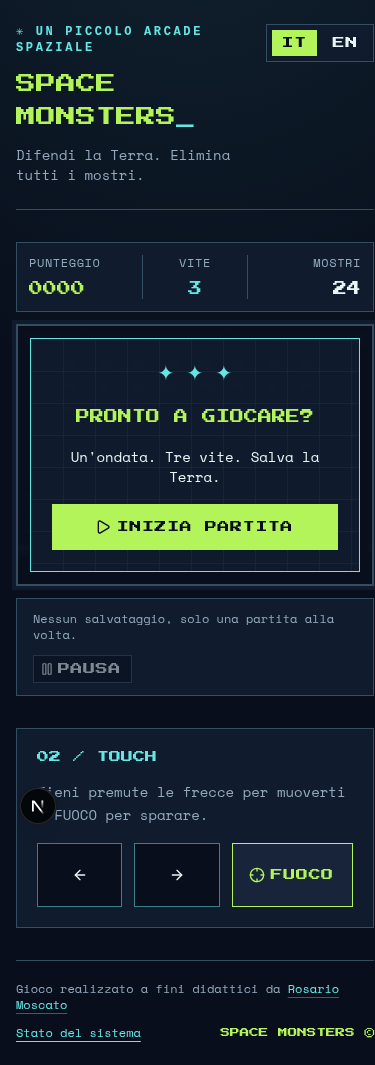 ✳ UN PICCOLO ARCADE
SPAZIALE
IT EN
SPACE
MONSTERS_
Difendi la Terra. Elimina
tutti i mostri.
PUNTEGGIO VITE MOSTRI
0000 3 24
PRONTO A GIOCARE?
Un'ondata. Tre vite. Salva la
Terra.
INIZIA PARTITA
Nessun salvataggio, solo una partita alla
volta.
PAUSA
02 / TOUCH
ieni premute le frecce per muoverti
N
FUOCO per sparare.
← → FUOCO
Gioco realizzato a fini didattici da Rosario
Moscato
Stato del sistema SPACE MONSTERS ©